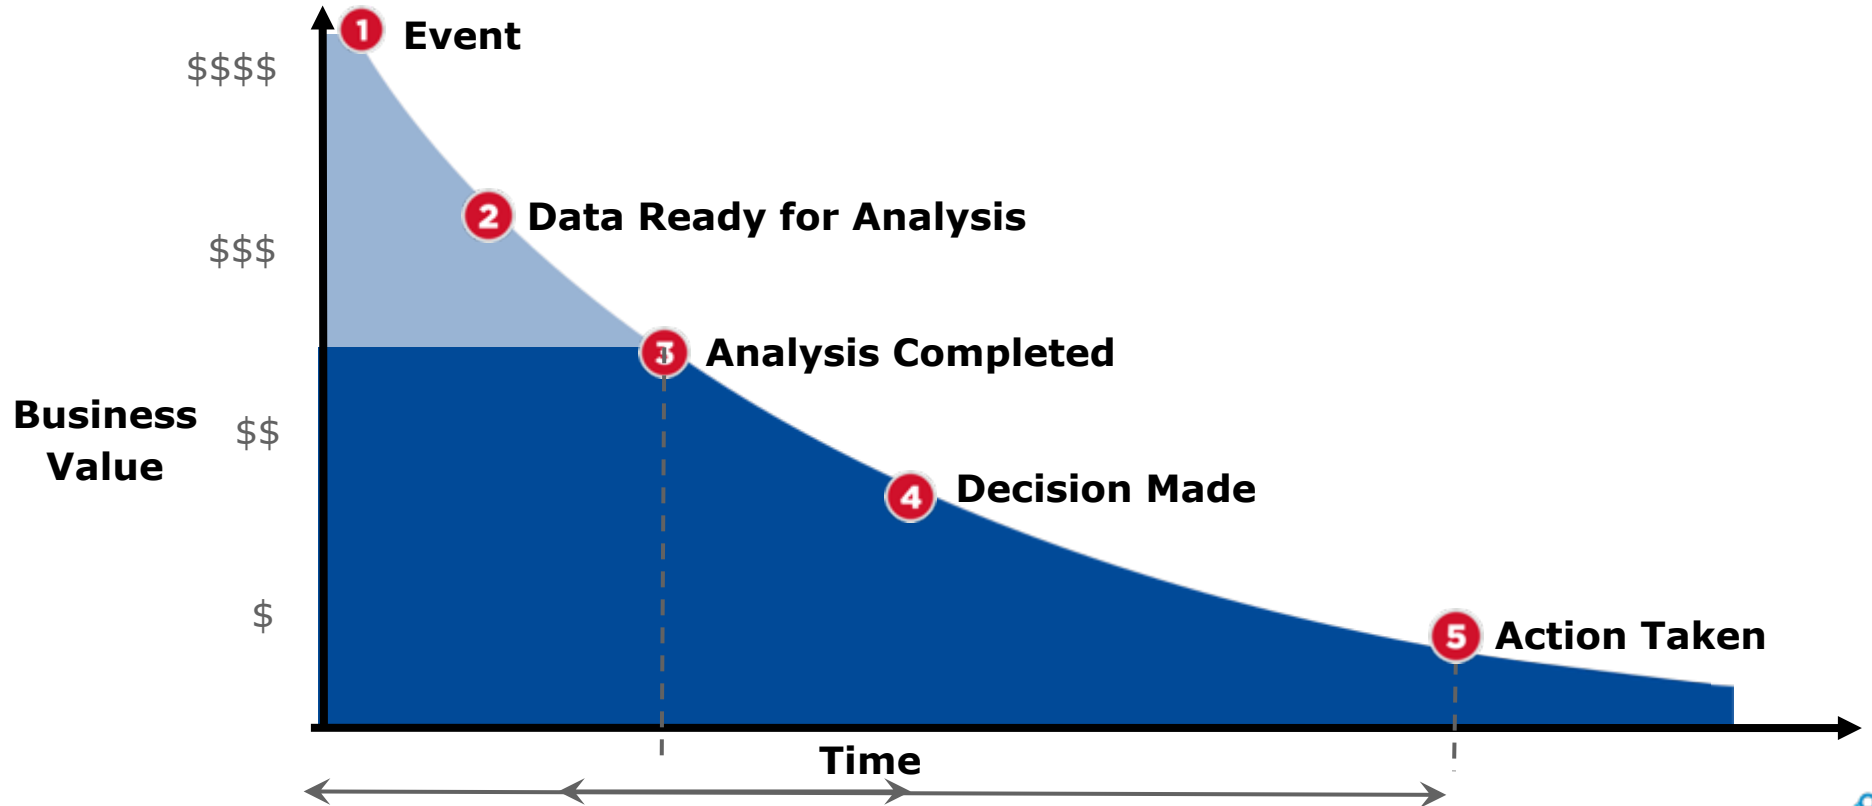 1 Event
$$$$
2 Data Ready for Analysis
$$$
3 Analysis Completed
Business
Value
$$
4 Decision Made
$
5 Action Taken
Time